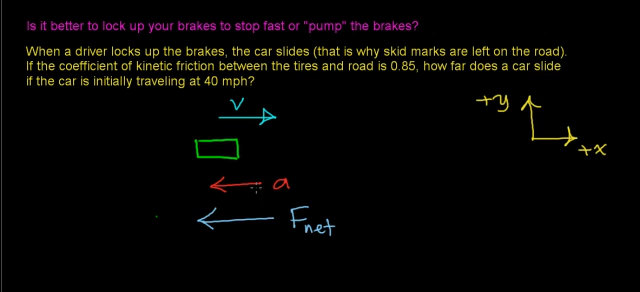 Is it better to lock up your brakes to stop fast or "pump" the brakes?
When a driver locks up the brakes, the car slides (that is why skid marks are left on the road).
If the coefficient of kinetic friction between the tires and road is 0.85, how far does a car slide
if the car is initially traveling at 40 mph?
v
+y
+x
a
Fnet